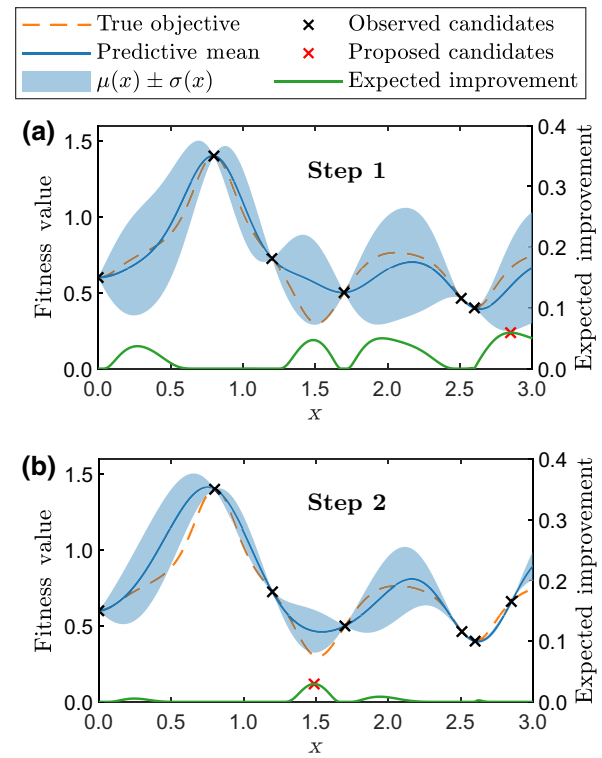 True objective
Observed candidates
Predictive mean
Proposed candidates
μ(x) ± σ(x)
Expected improvement
(a)
Step 1
Fitness value
1.5
1.0
0.5
0.0
Expected improvement
0.4
0.3
0.2
0.1
0.0
0.0 0.5 1.0 1.5 2.0 2.5 3.0
x
(b)
Step 2
Fitness value
1.5
1.0
0.5
0.0
Expected improvement
0.4
0.3
0.2
0.1
0.0
0.0 0.5 1.0 1.5 2.0 2.5 3.0
x